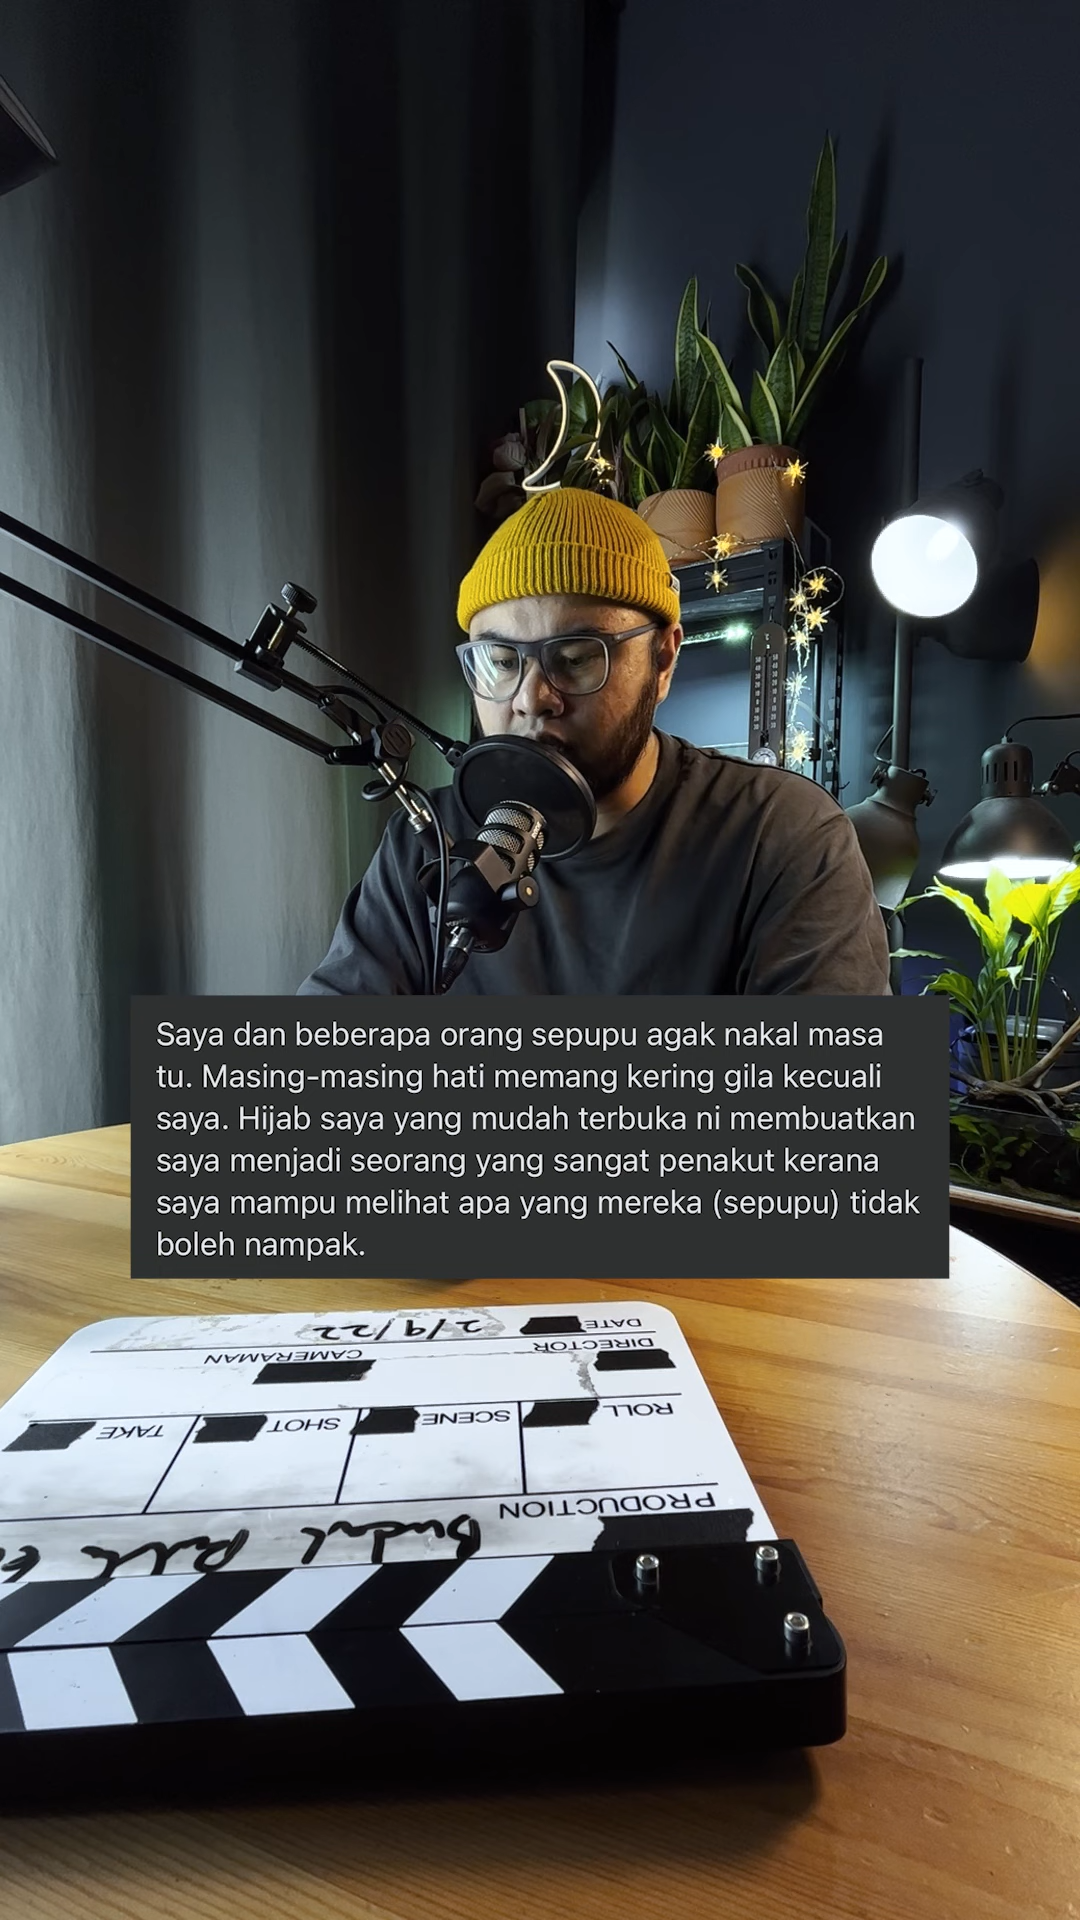 Saya dan beberapa orang sepupu agak nakal masa
tu. Masing-masing hati memang kering gila kecuali
saya. Hijab saya yang mudah terbuka ni membuatkan
saya menjadi seorang yang sangat penakut kerana
saya mampu melihat apa yang mereka (sepupu) tidak
boleh nampak.
DATE 2/9/22
DIRECTOR
CAMERAMAN
ROLL
SCENE
SHOT
TAKE
PRODUCTION